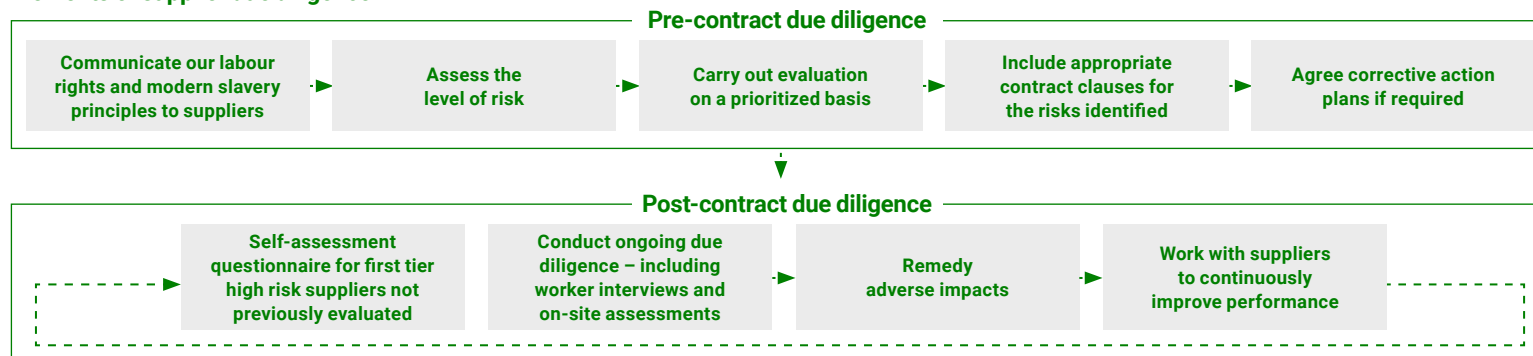 Pre-contract due diligence
Communicate our labour
rights and modern slavery
principles to suppliers
Assess the
level of risk
Carry out evaluation
on a prioritized basis
Include appropriate
contract clauses for
the risks identified
Agree corrective action
plans if required
Post-contract due diligence
Self-assessment
questionnaire for first tier
high risk suppliers not
previously evaluated
Conduct ongoing due
diligence – including
worker interviews and
on-site assessments
Remedy
adverse impacts
Work with suppliers
to continuously
improve performance